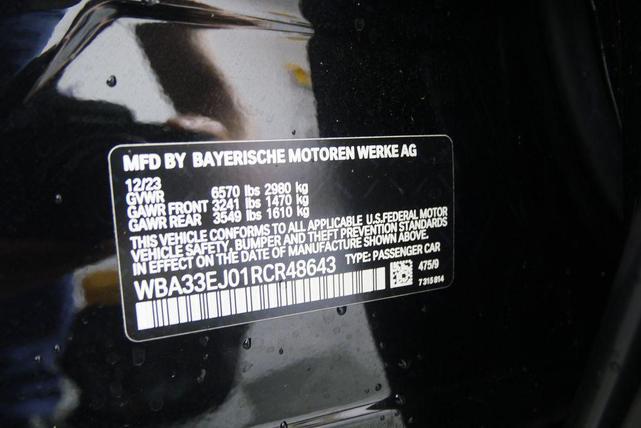 MFD BY BAYERISCHE MOTOREN WERKE AG
12/23
GVWR 6570 lbs 2980 kg
GAWR FRONT 3241 lbs 1470 kg
GAWR REAR 3549 lbs 1610 kg
THIS VEHICLE CONFORMS TO ALL APPLICABLE U.S.FEDERAL MOTOR
VEHICLE SAFETY, BUMPER AND THEFT PREVENTION STANDARDS
IN EFFECT ON THE DATE OF MANUFACTURE SHOWN ABOVE.
TYPE: PASSENGER CAR
WBA33EJ01RCR48643
475/9
7 315 814